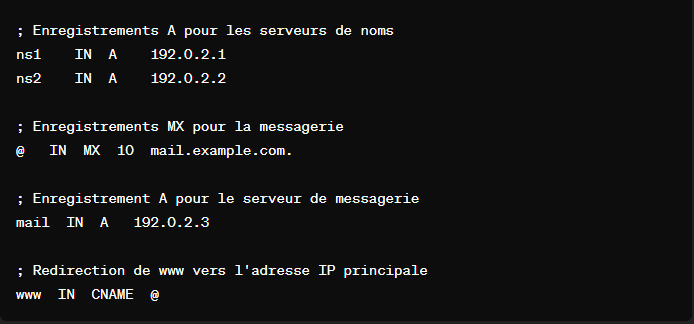 ; Enregistrements A pour les serveurs de noms
ns1    IN  A    192.0.2.1
ns2    IN  A    192.0.2.2
; Enregistrements MX pour la messagerie
@   IN  MX  10  mail.example.com.
; Enregistrement A pour le serveur de messagerie
mail  IN  A   192.0.2.3
; Redirection de www vers l'adresse IP principale
www  IN  CNAME  @